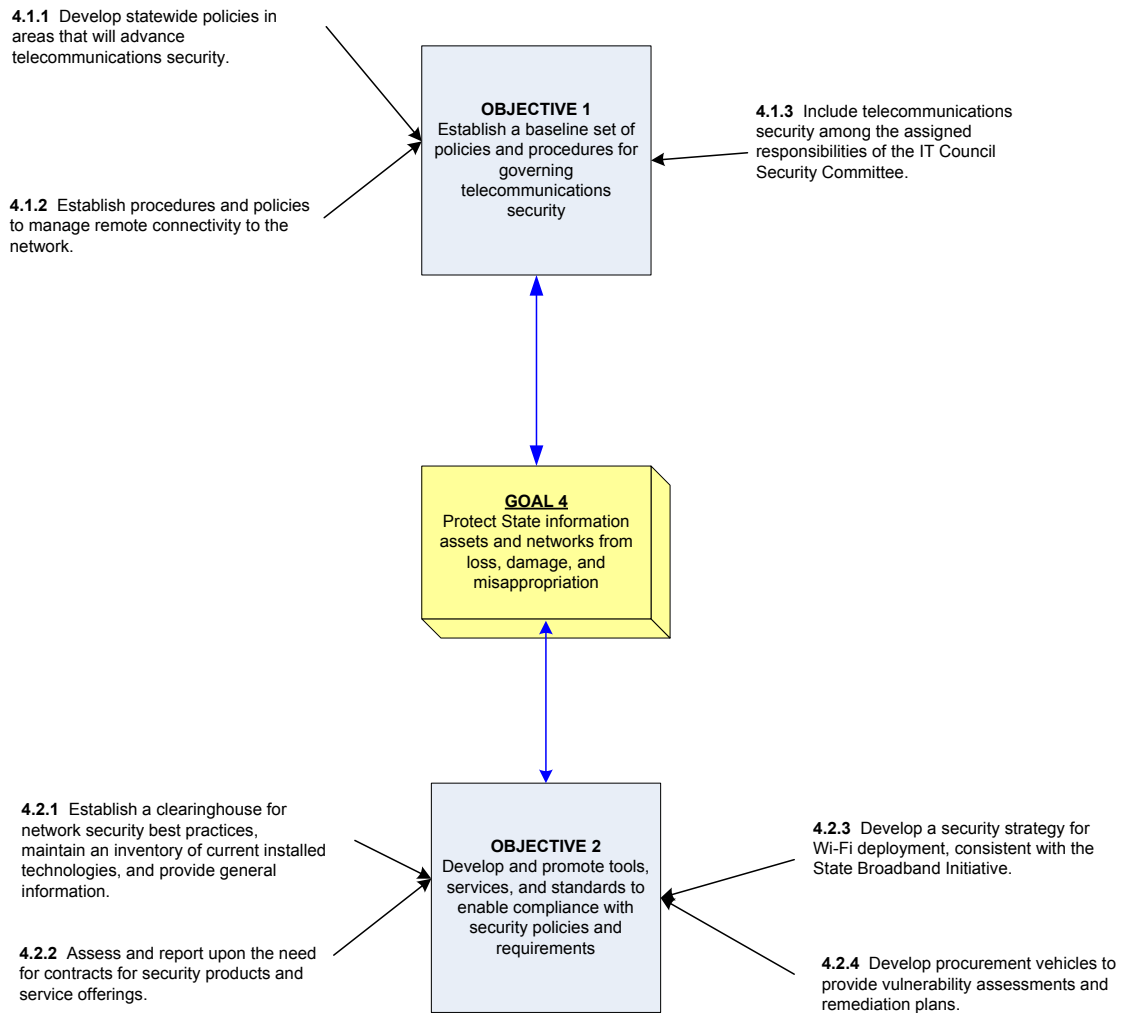 4.1.1 Develop statewide policies in
areas that will advance
telecommunications security.
4.1.2 Establish procedures and policies
to manage remote connectivity to the
network.
OBJECTIVE 1
Establish a baseline set of
policies and procedures for
governing
telecommunications
security
4.1.3 Include telecommunications
security among the assigned
responsibilities of the IT Council
Security Committee.
GOAL 4
Protect State information
assets and networks from
loss, damage, and
misappropriation
4.2.1 Establish a clearinghouse for
network security best practices,
maintain an inventory of current installed
technologies, and provide general
information.
4.2.2 Assess and report upon the need
for contracts for security products and
service offerings.
OBJECTIVE 2
Develop and promote tools,
services, and standards to
enable compliance with
security policies and
requirements
4.2.3 Develop a security strategy for
Wi-Fi deployment, consistent with the
State Broadband Initiative.
4.2.4 Develop procurement vehicles to
provide vulnerability assessments and
remediation plans.